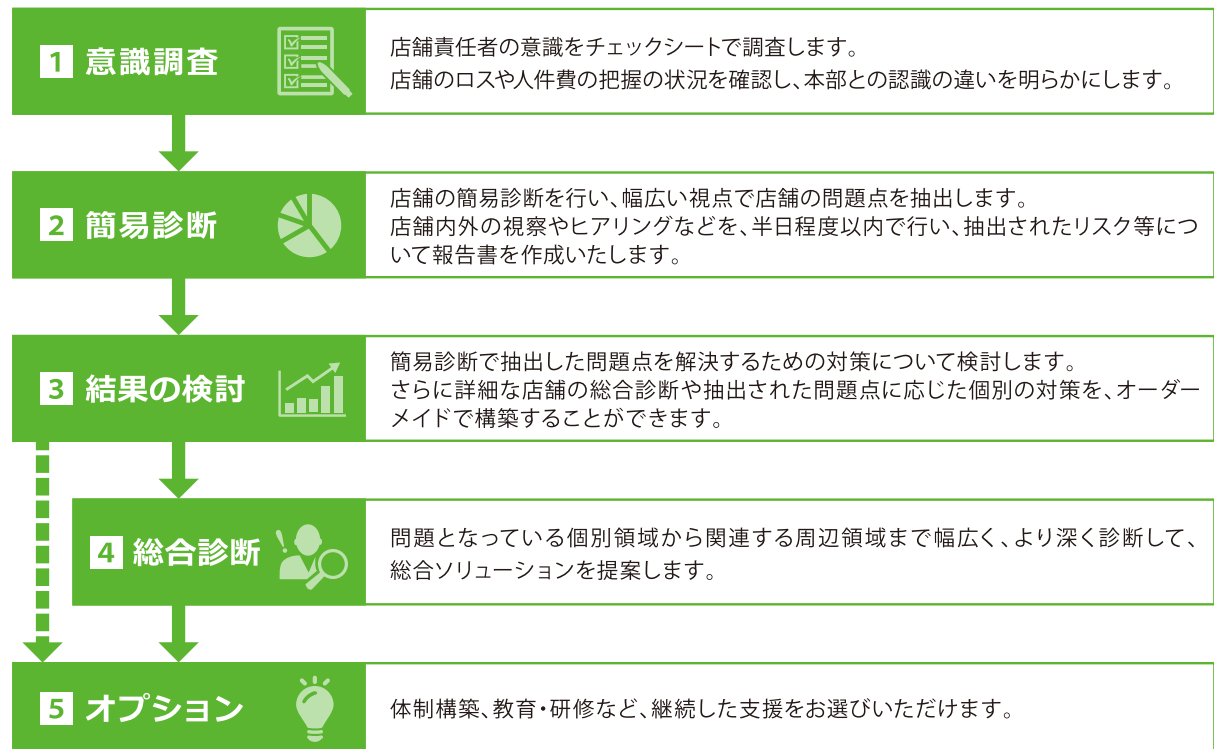 1 意識調査
店舗責任者の意識をチェックシートで調査します。
店舗のロスや人件費の把握の状況を確認し、本部との認識の違いを明らかにします。
2 簡易診断
店舗の簡易診断を行い、幅広い視点で店舗の問題点を抽出します。
店舗内外の視察やヒアリングなどを、半日程度以内で行い、抽出されたリスク等につ
いて報告書を作成いたします。
3 結果の検討
簡易診断で抽出した問題点を解決するための対策について検討します。
さらに詳細な店舗の総合診断や抽出された問題点に応じた個別の対策を、オーダー
メイドで構築することができます。
4 総合診断
問題となっている個別領域から関連する周辺領域まで幅広く、より深く診断して、
総合ソリューションを提案します。
5 オプション
体制構築、教育・研修など、継続した支援をお選びいただけます。